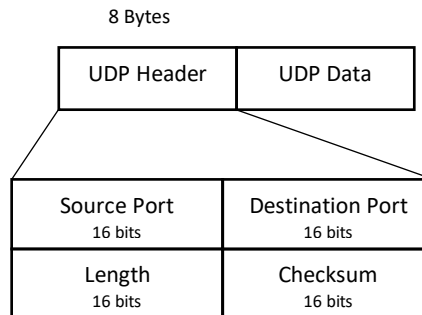 8 Bytes
UDP Header UDP Data
Source Port Destination Port
16 bits 16 bits
Length Checksum
16 bits 16 bits